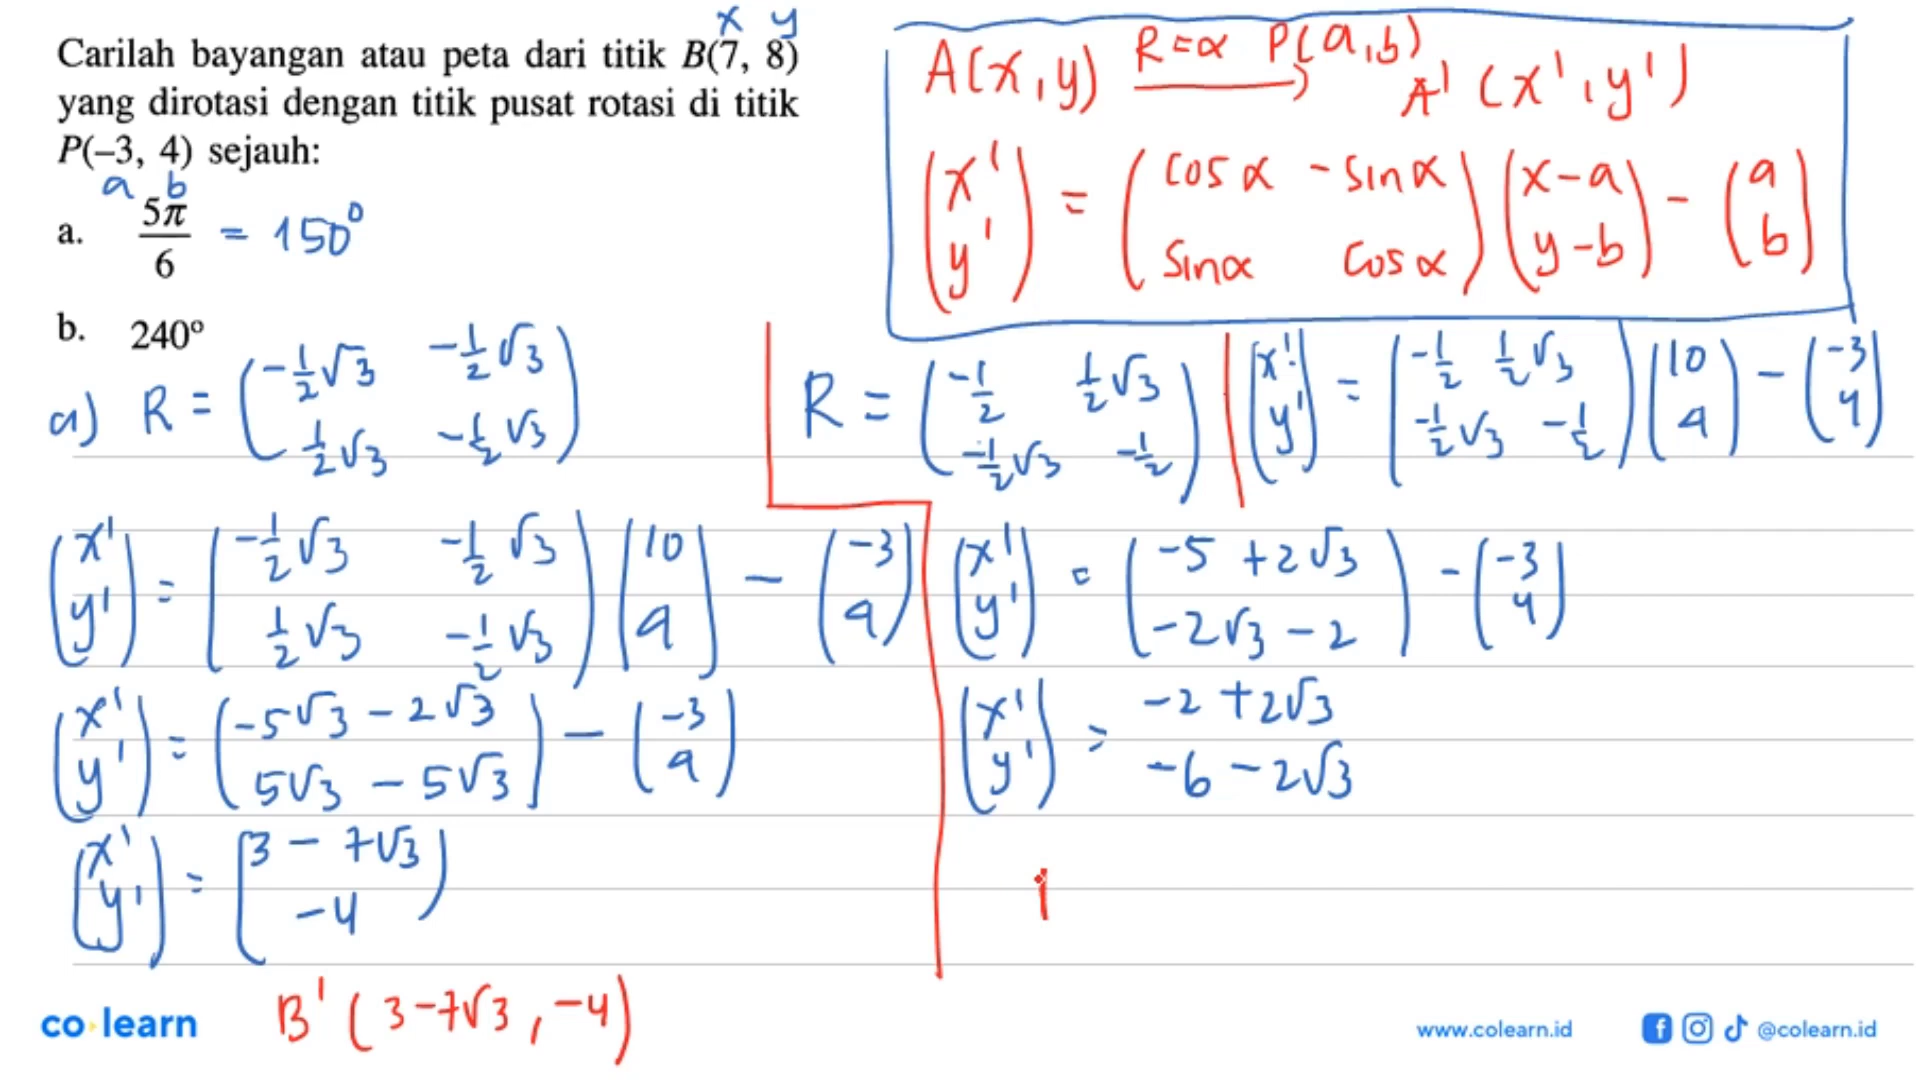 x y
Carilah bayangan atau peta dari titik B(7, 8)
yang dirotasi dengan titik pusat rotasi di titik
P(–3, 4) sejauh:
a b
a. 5π/6 = 150⁰
b. 240°
A(x,y) R=α P(a,b) → A'(x',y')
(x' y') = (cos α -sin α sin α cos α) (x-a y-b) - (a b)
a) R = (-½√3 -½√3 ½√3 -½√3)
(x' y') = (-½√3 -½√3 ½√3 -½√3) (10 4) - (-3 4)
(x' y') = (-5√3 - 2√3 5√3 - 5√3) - (-3 4)
(x' y') = (3 - 7√3 -4)
B' (3-7√3, -4)
R = (-½ ½√3 -½√3 -½)
(x' y') = (-½ ½√3 -½√3 -½) (10 4) - (-3 4)
(x' y') = (-5 + 2√3 -2√3 - 2) - (-3 4)
(x' y') = -2 + 2√3 -6 - 2√3
co learn
www.colearn.id
@colearn.id